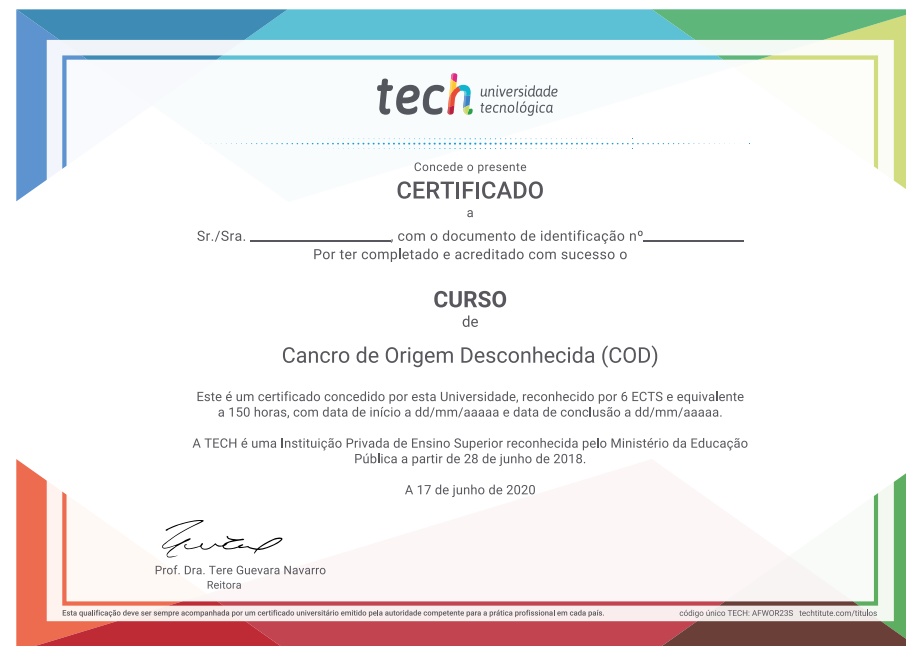 tech universidade
tecnológica
Concede o presente
CERTIFICADO
a
Sr./Sra. ____________, com o documento de identificação nº____________
Por ter completado e acreditado com sucesso o
CURSO
de
Cancro de Origem Desconhecida (COD)
Este é um certificado concedido por esta Universidade, reconhecido por 6 ECTS e equivalente
a 150 horas, com data de início a dd/mm/aaaaa e data de conclusão a dd/mm/aaaaa.
A TECH é uma Instituição Privada de Ensino Superior reconhecida pelo Ministério da Educação
Pública a partir de 28 de junho de 2018.
A 17 de junho de 2020
Prof. Dra. Tere Guevara Navarro
Reitora
Esta qualificação deve ser sempre acompanhada por um certificado universitário emitido pela autoridade competente para a prática profissional em cada país.
código único TECH: AFWOR23S techtitute.com/titulos